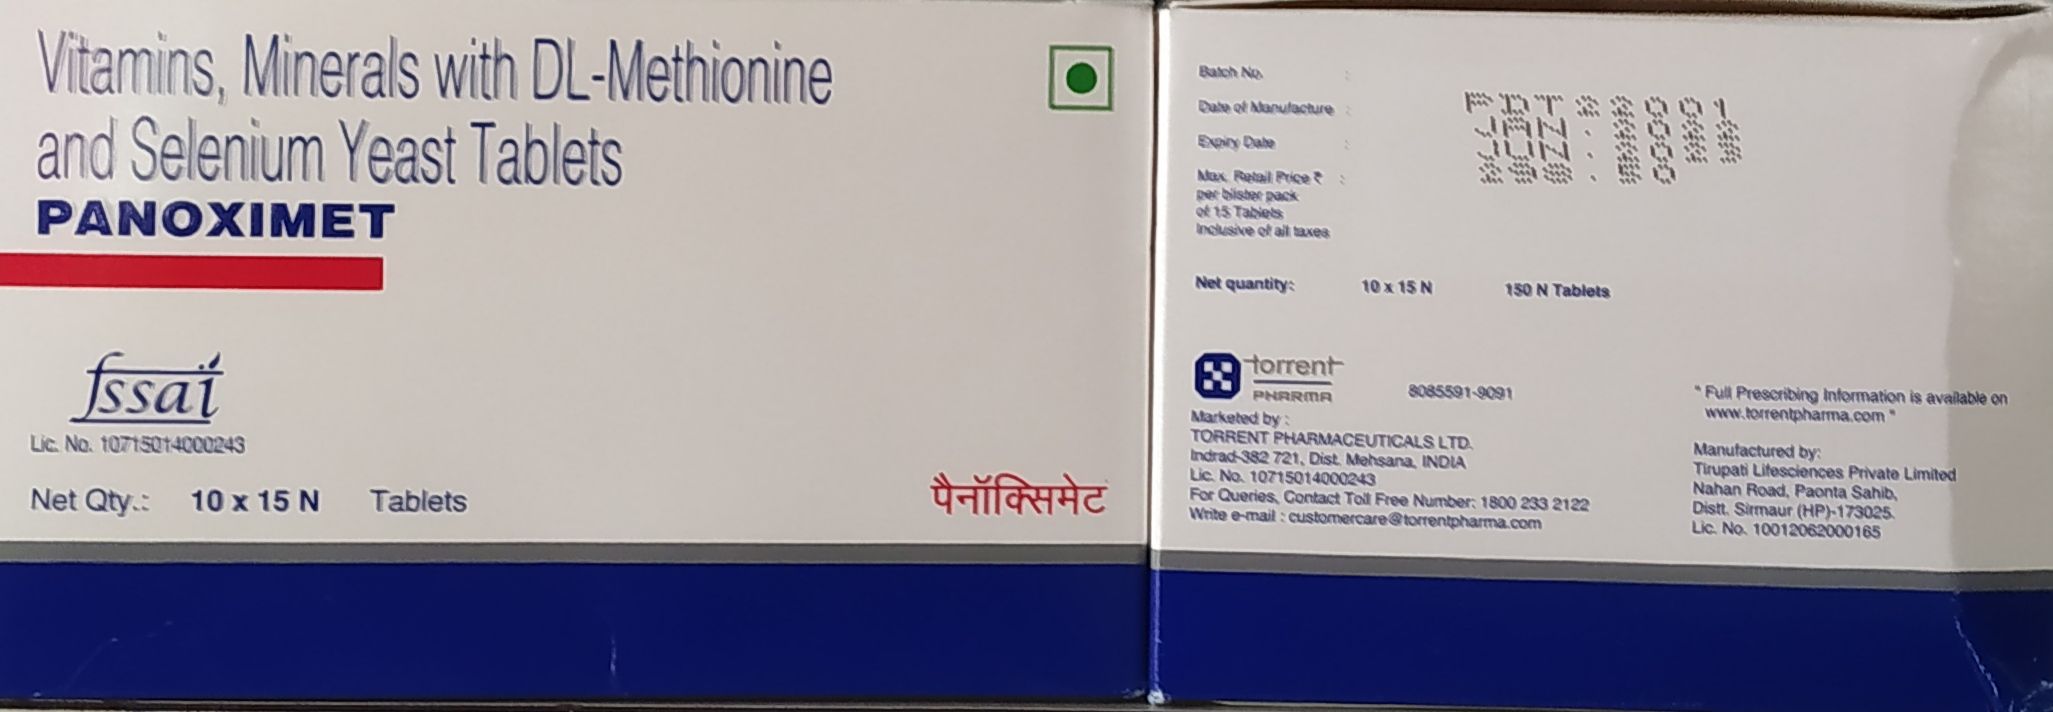 Vitamins, Minerals with DL-Methionine
and Selenium Yeast Tablets
PANOXIMET
fssai
Lic. No. 10715014000243
Net Qty.: 10 x 15 N Tablets
पैनॉक्सिमेट
Batch No. :
Date of Manufacture :
Expiry Date :
Max. Retail Price ₹ :
per blister pack
of 15 Tablets
Inclusive of all taxes
Net quantity: 10 x 15 N 150 N Tablets
torrent
PHARMA
8085591-9091
Marketed by :
TORRENT PHARMACEUTICALS LTD.
Indrad-382 721, Dist. Mehsana, INDIA
Lic. No. 10715014000243
For Queries, Contact Toll Free Number: 1800 233 2122
Write e-mail : customercare@torrentpharma.com
" Full Prescribing Information is available on
www.torrentpharma.com "
Manufactured by:
Tirupati Lifesciences Private Limited
Nahan Road, Paonta Sahib,
Distt. Sirmaur (HP)-173025.
Lic. No. 10012062000165